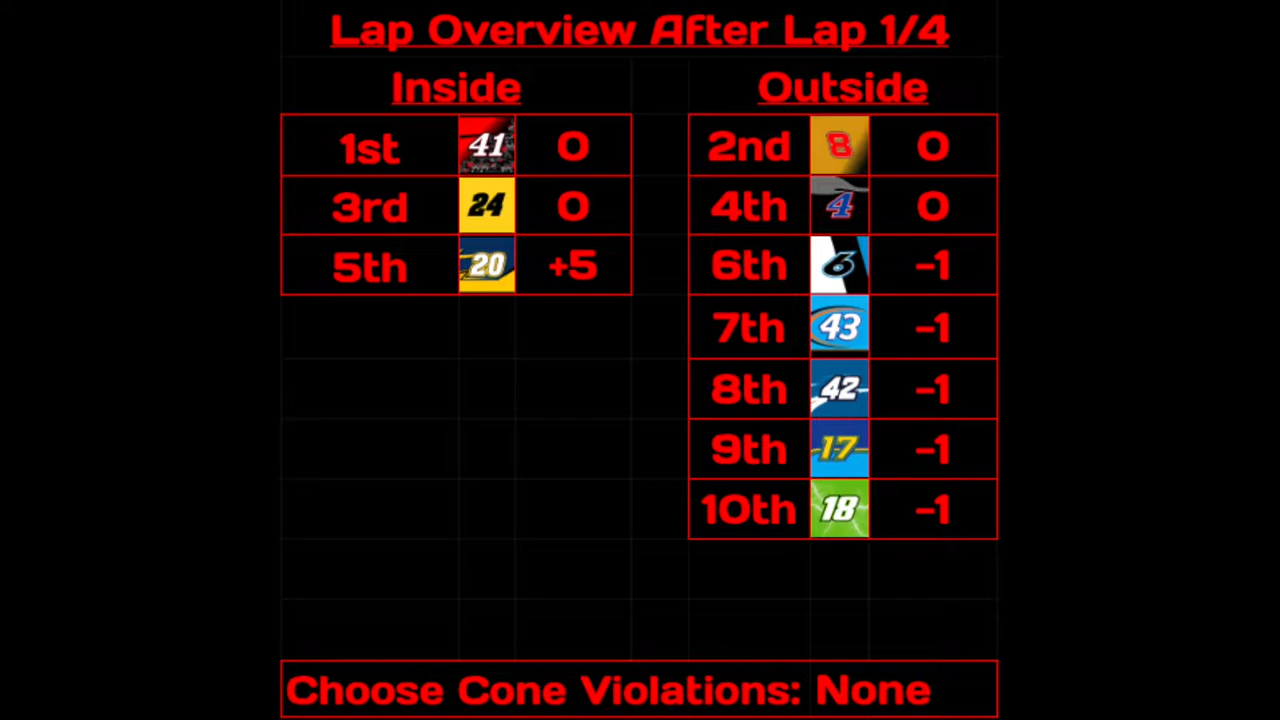 Lap Overview After Lap 1/4
Inside Outside
1st 41 0 2nd 8 0
3rd 24 0 4th 4 0
5th 20 +5 6th 6 -1
7th 43 -1
8th 42 -1
9th 17 -1
10th 18 -1
Choose Cone Violations: None